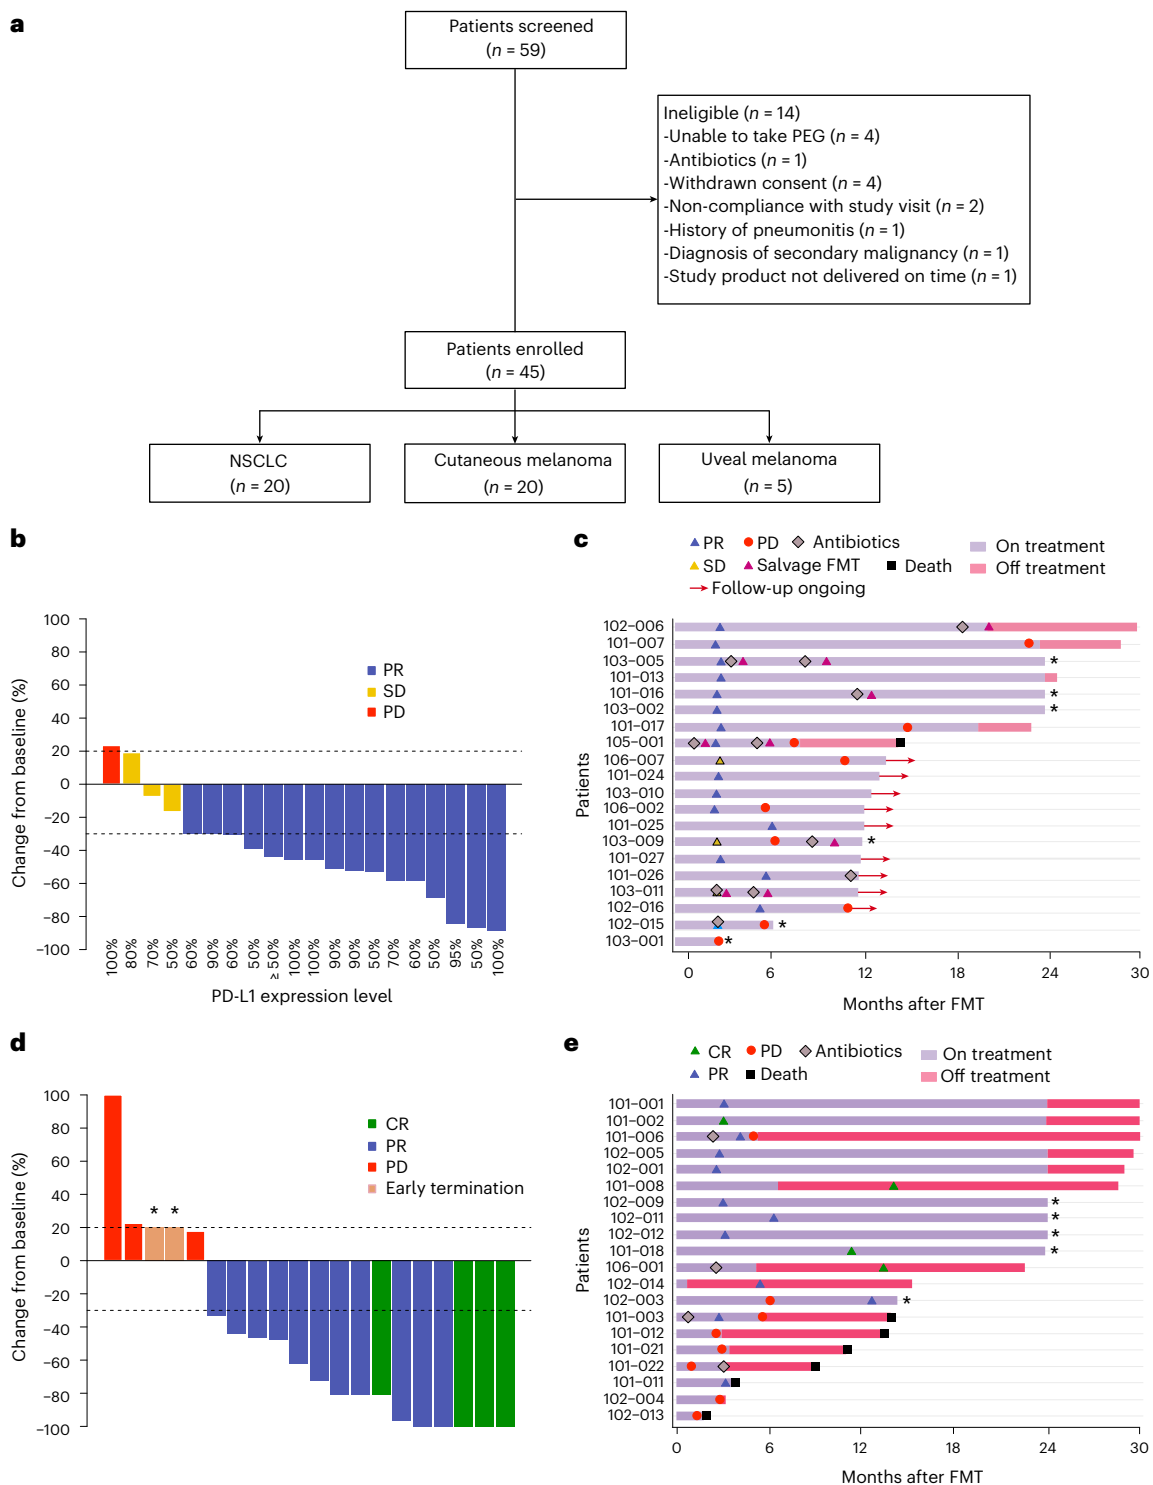 a
Patients screened
(n = 59)
Ineligible (n = 14)
-Unable to take PEG (n = 4)
-Antibiotics (n = 1)
-Withdrawn consent (n = 4)
-Non-compliance with study visit (n = 2)
-History of pneumonitis (n = 1)
-Diagnosis of secondary malignancy (n = 1)
-Study product not delivered on time (n = 1)
Patients enrolled
(n = 45)
NSCLC
(n = 20)
Cutaneous melanoma
(n = 20)
Uveal melanoma
(n = 5)
b
Change from baseline (%)
100
80
60
40
20
0
−20
−40
−60
−80
−100
PR
SD
PD
100%
80%
70%
50%
60%
90%
60%
50%
≥ 50%
100%
100%
90%
90%
50%
70%
60%
50%
95%
50%
100%
PD-L1 expression level
c
PR PD Antibiotics On treatment
SD Salvage FMT Death Off treatment
Follow-up ongoing
Patients
102–006
101–007
103–005 *
101–013
101–016 *
103–002 *
101–017
105–001
106–007
101–024
103–010
106–002
101–025
103–009 *
101–027
101–026
103–011
102–016
102–015 *
103–001 *
0 6 12 18 24 30
Months after FMT
d
Change from baseline (%)
100
80
60
40
20
0
−20
−40
−60
−80
−100
CR
PR
PD
Early termination
* *
e
CR PD Antibiotics On treatment
PR Death Off treatment
Patients
101–001
101–002
101–006
102–005
102–001
101–008
102–009 *
102–011 *
102–012 *
101–018 *
106–001
102–014
102–003 *
101–003
101–012
101–021
101–022
101–011
102–004
102–013
0 6 12 18 24 30
Months after FMT